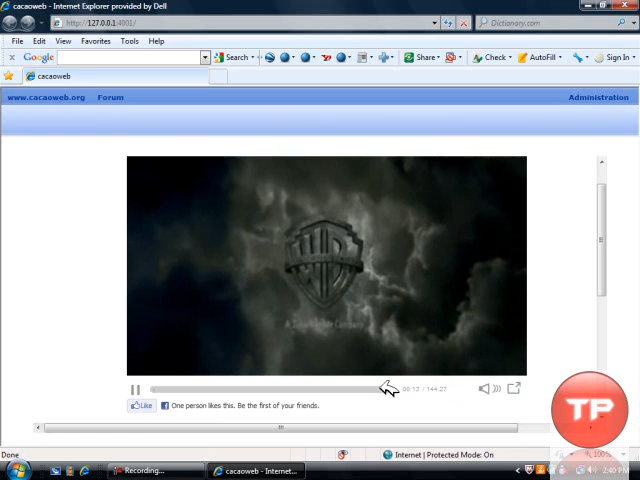 cacaoweb - Internet Explorer provided by Dell
http://127.0.0.1:4001/
Dictionary.com
File Edit View Favorites Tools Help
Google
Search
Share
Check
AutoFill
Sign In
cacaoweb
www.cacaoweb.org Forum Administration
WB
00:13 / 144:27
Like
One person likes this. Be the first of your friends.
TP
Done
Internet | Protected Mode: On
100%
Recording...
cacaoweb - Internet...
2:40 PM